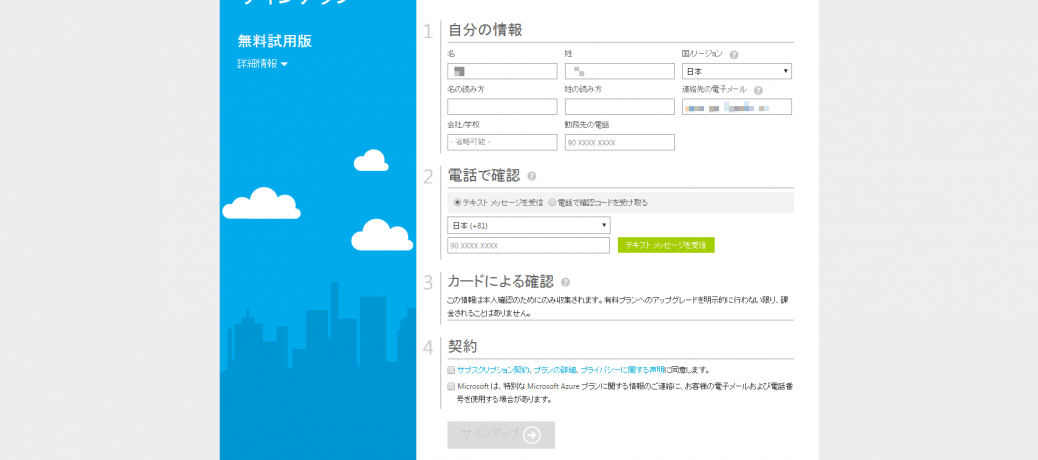 サインアップ
無料試用版
詳細情報
1 自分の情報
名 姓 国/リージョン ?
日本
名の読み方 姓の読み方 連絡先の電子メール ?
会社/学校 勤務先の電話
- 省略可能 - 90 XXXX XXXX
2 電話で確認 ?
テキスト メッセージを受信 電話で確認コードを受け取る
日本 (+81)
90 XXXX XXXX テキスト メッセージを受信
3 カードによる確認 ?
この情報は本人確認のためにのみ収集されます。有料プランへのアップグレードを明示的に行わない限り、課
金されることはありません。
4 契約
サブスクリプション契約、プランの詳細、プライバシーに関する声明に同意します。
Microsoft は、特別な Microsoft Azure プランに関する情報のご連絡に、お客様の電子メールおよび電話番
号を使用する場合があります。
サインアップ